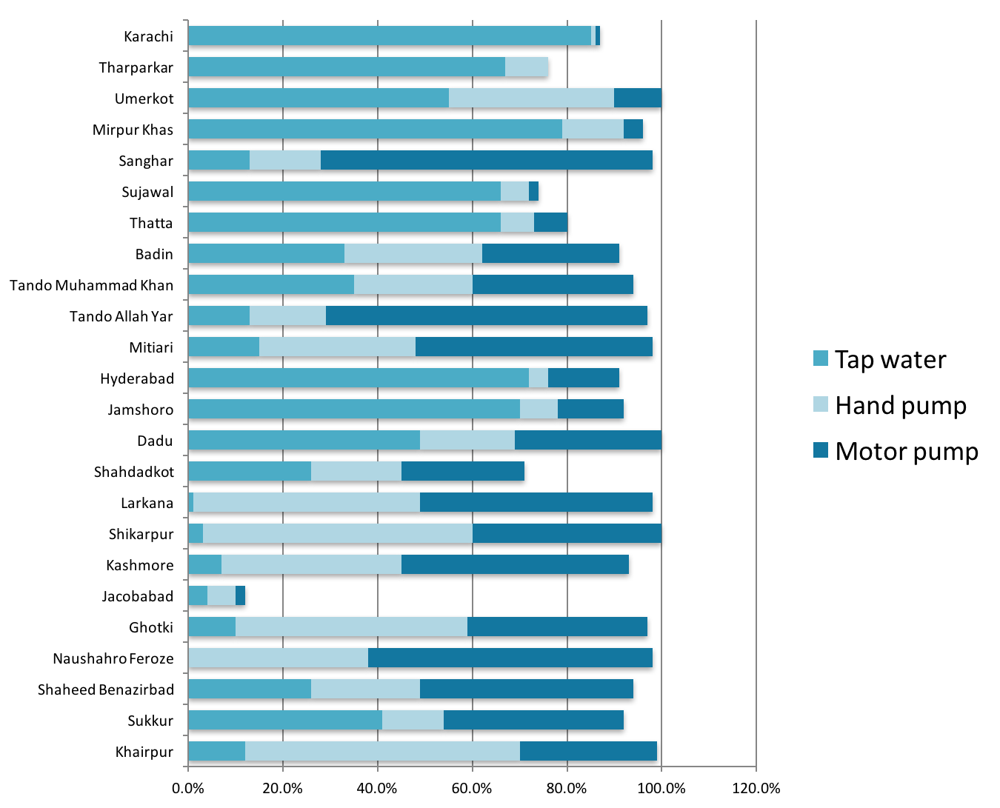 Karachi
Tharparkar
Umerkot
Mirpur Khas
Sanghar
Sujawal
Thatta
Badin
Tando Muhammad Khan
Tando Allah Yar
Mitiari
Hyderabad
Jamshoro
Dadu
Shahdadkot
Larkana
Shikarpur
Kashmore
Jacobabad
Ghotki
Naushahro Feroze
Shaheed Benazirbad
Sukkur
Khairpur
0.0% 20.0% 40.0% 60.0% 80.0% 100.0% 120.0%
Tap water
Hand pump
Motor pump